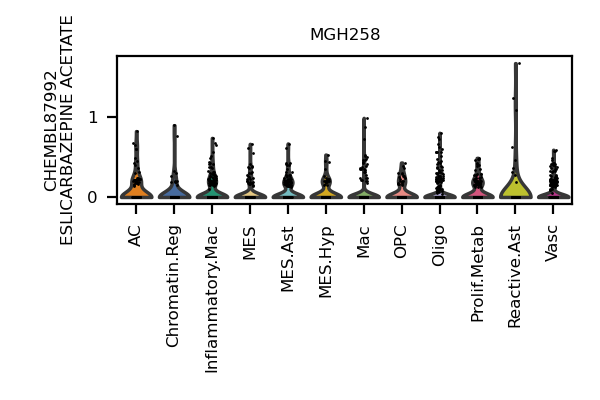 MGH258
CHEMBL87992
ESLICARBAZEPINE ACETATE
1
0
AC
Chromatin.Reg
Inflammatory.Mac
MES
MES.Ast
MES.Hyp
Mac
OPC
Oligo
Prolif.Metab
Reactive.Ast
Vasc